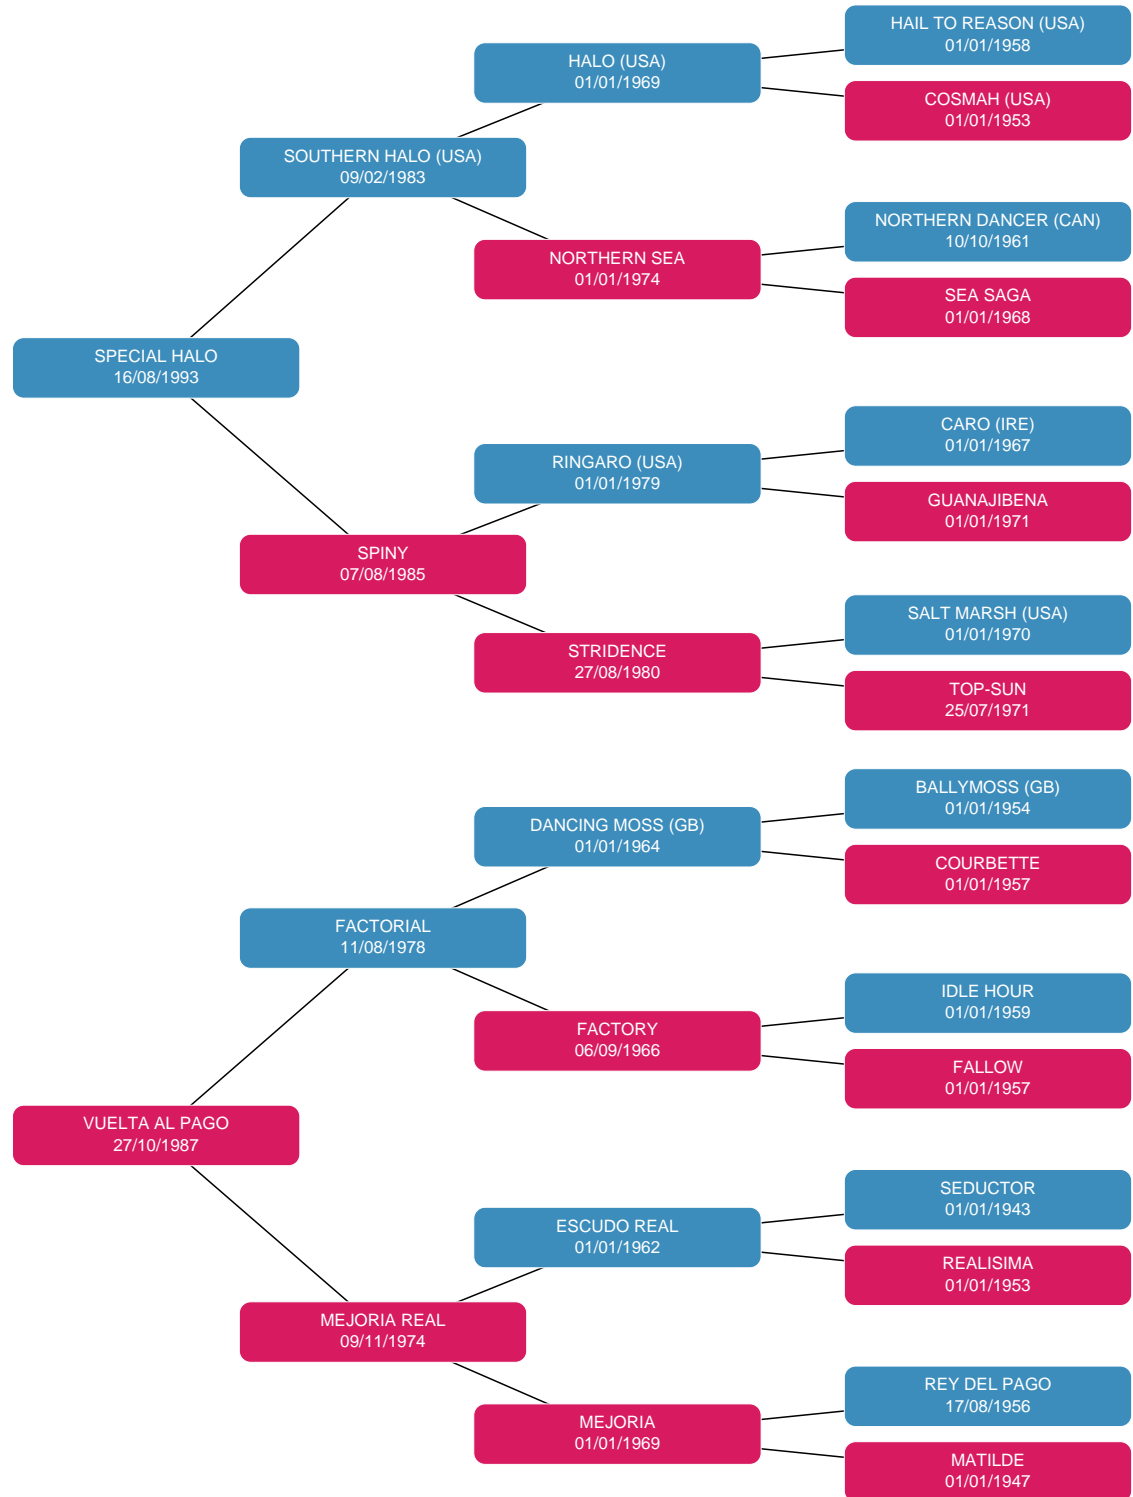 HAIL TO REASON (USA)
01/01/1958
HALO (USA)
01/01/1969
COSMAH (USA)
01/01/1953
SOUTHERN HALO (USA)
09/02/1983
NORTHERN DANCER (CAN)
10/10/1961
NORTHERN SEA
01/01/1974
SEA SAGA
01/01/1968
SPECIAL HALO
16/08/1993
CARO (IRE)
01/01/1967
RINGARO (USA)
01/01/1979
GUANAJIBENA
01/01/1971
SPINY
07/08/1985
SALT MARSH (USA)
01/01/1970
STRIDENCE
27/08/1980
TOP-SUN
25/07/1971
BALLYMOSS (GB)
01/01/1954
DANCING MOSS (GB)
01/01/1964
COURBETTE
01/01/1957
FACTORIAL
11/08/1978
IDLE HOUR
01/01/1959
FACTORY
06/09/1966
FALLOW
01/01/1957
VUELTA AL PAGO
27/10/1987
SEDUCTOR
01/01/1943
ESCUDO REAL
01/01/1962
REALISIMA
01/01/1953
MEJORIA REAL
09/11/1974
REY DEL PAGO
17/08/1956
MEJORIA
01/01/1969
MATILDE
01/01/1947